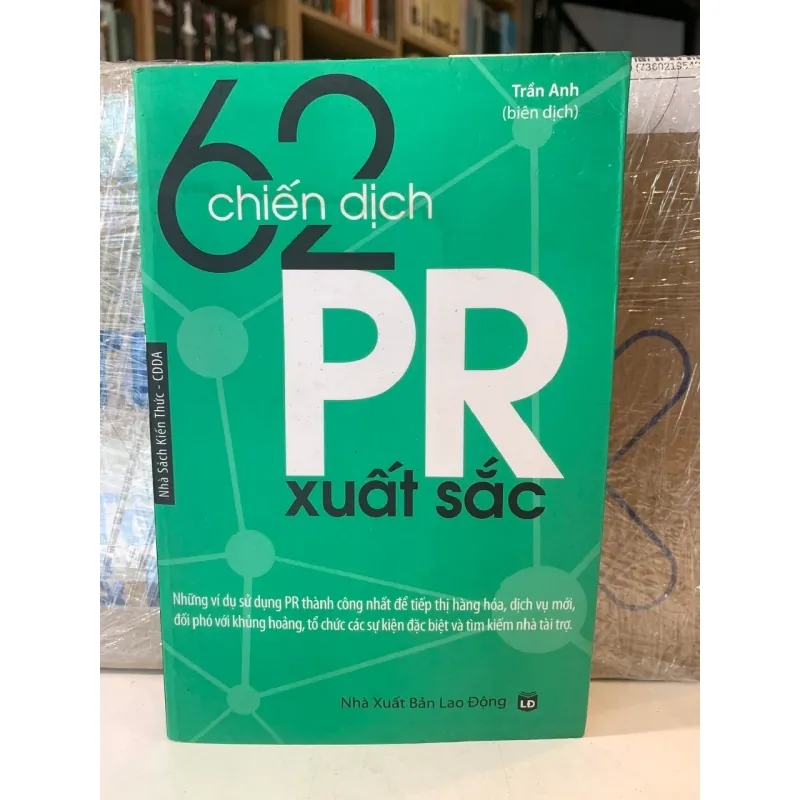 62
chiến dịch
PR
xuất sắc
Trần Anh
(biên dịch)
Nhà Sách Kiến Thức - CDDA
Những ví dụ sử dụng PR thành công nhất để tiếp thị hàng hóa, dịch vụ mới,
đối phó với khủng hoảng, tổ chức các sự kiện đặc biệt và tìm kiếm nhà tài trợ.
Nhà Xuất Bản Lao Động
LĐ